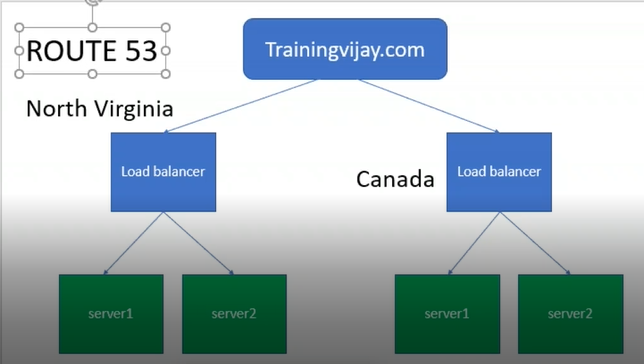 ROUTE 53
Trainingvijay.com
North Virginia
Load balancer
Canada
Load balancer
server1
server2
server1
server2